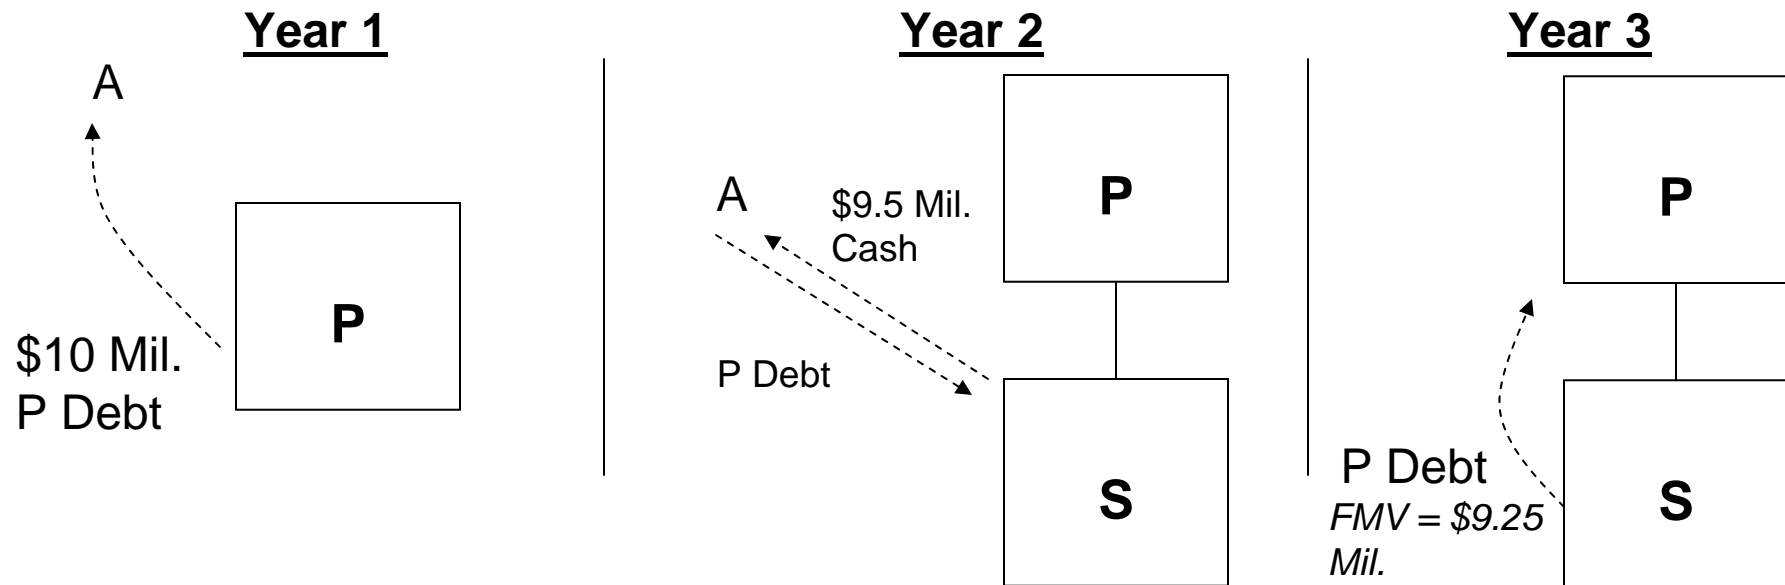 Year 1
A
P
$10 Mil.
P Debt
Year 2
A
$9.5 Mil.
Cash
P Debt
P
S
Year 3
P
P Debt
FMV = $9.25
Mil.
S